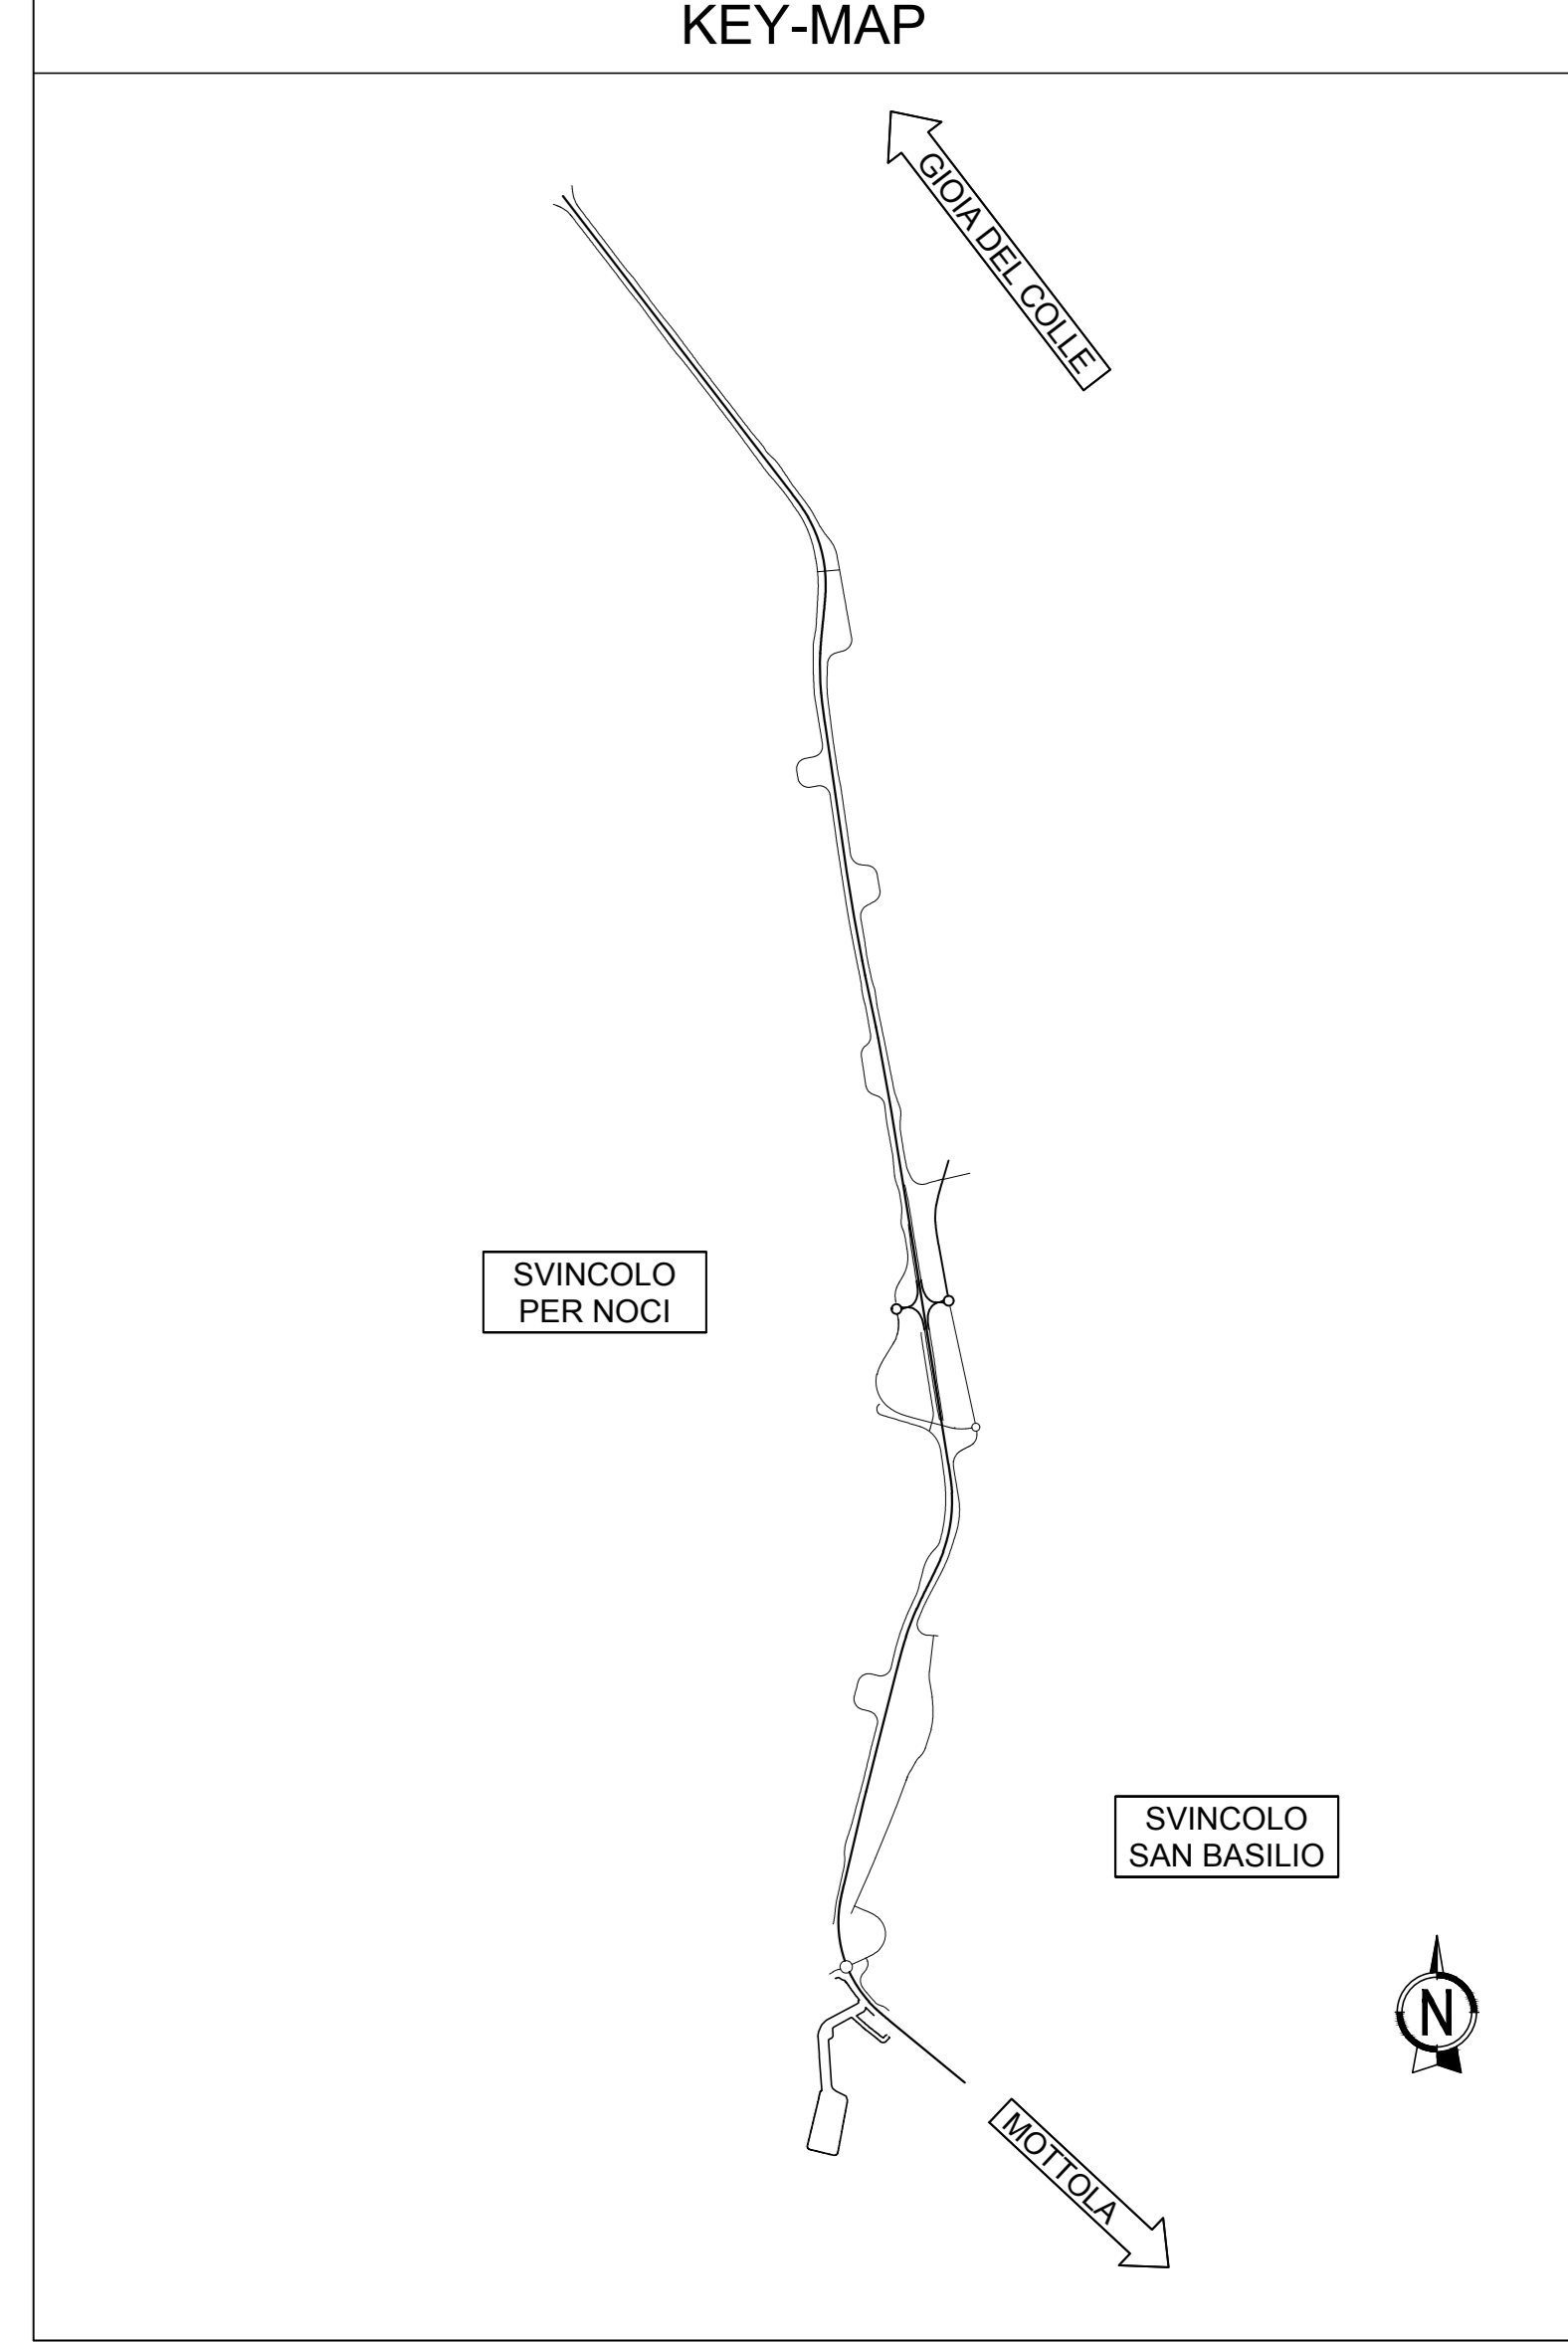 KEY-MAP
GIOIA DEL COLLE
SVINCOLO
PER NOCI
SVINCOLO
SAN BASILIO
N
MOTTOLA